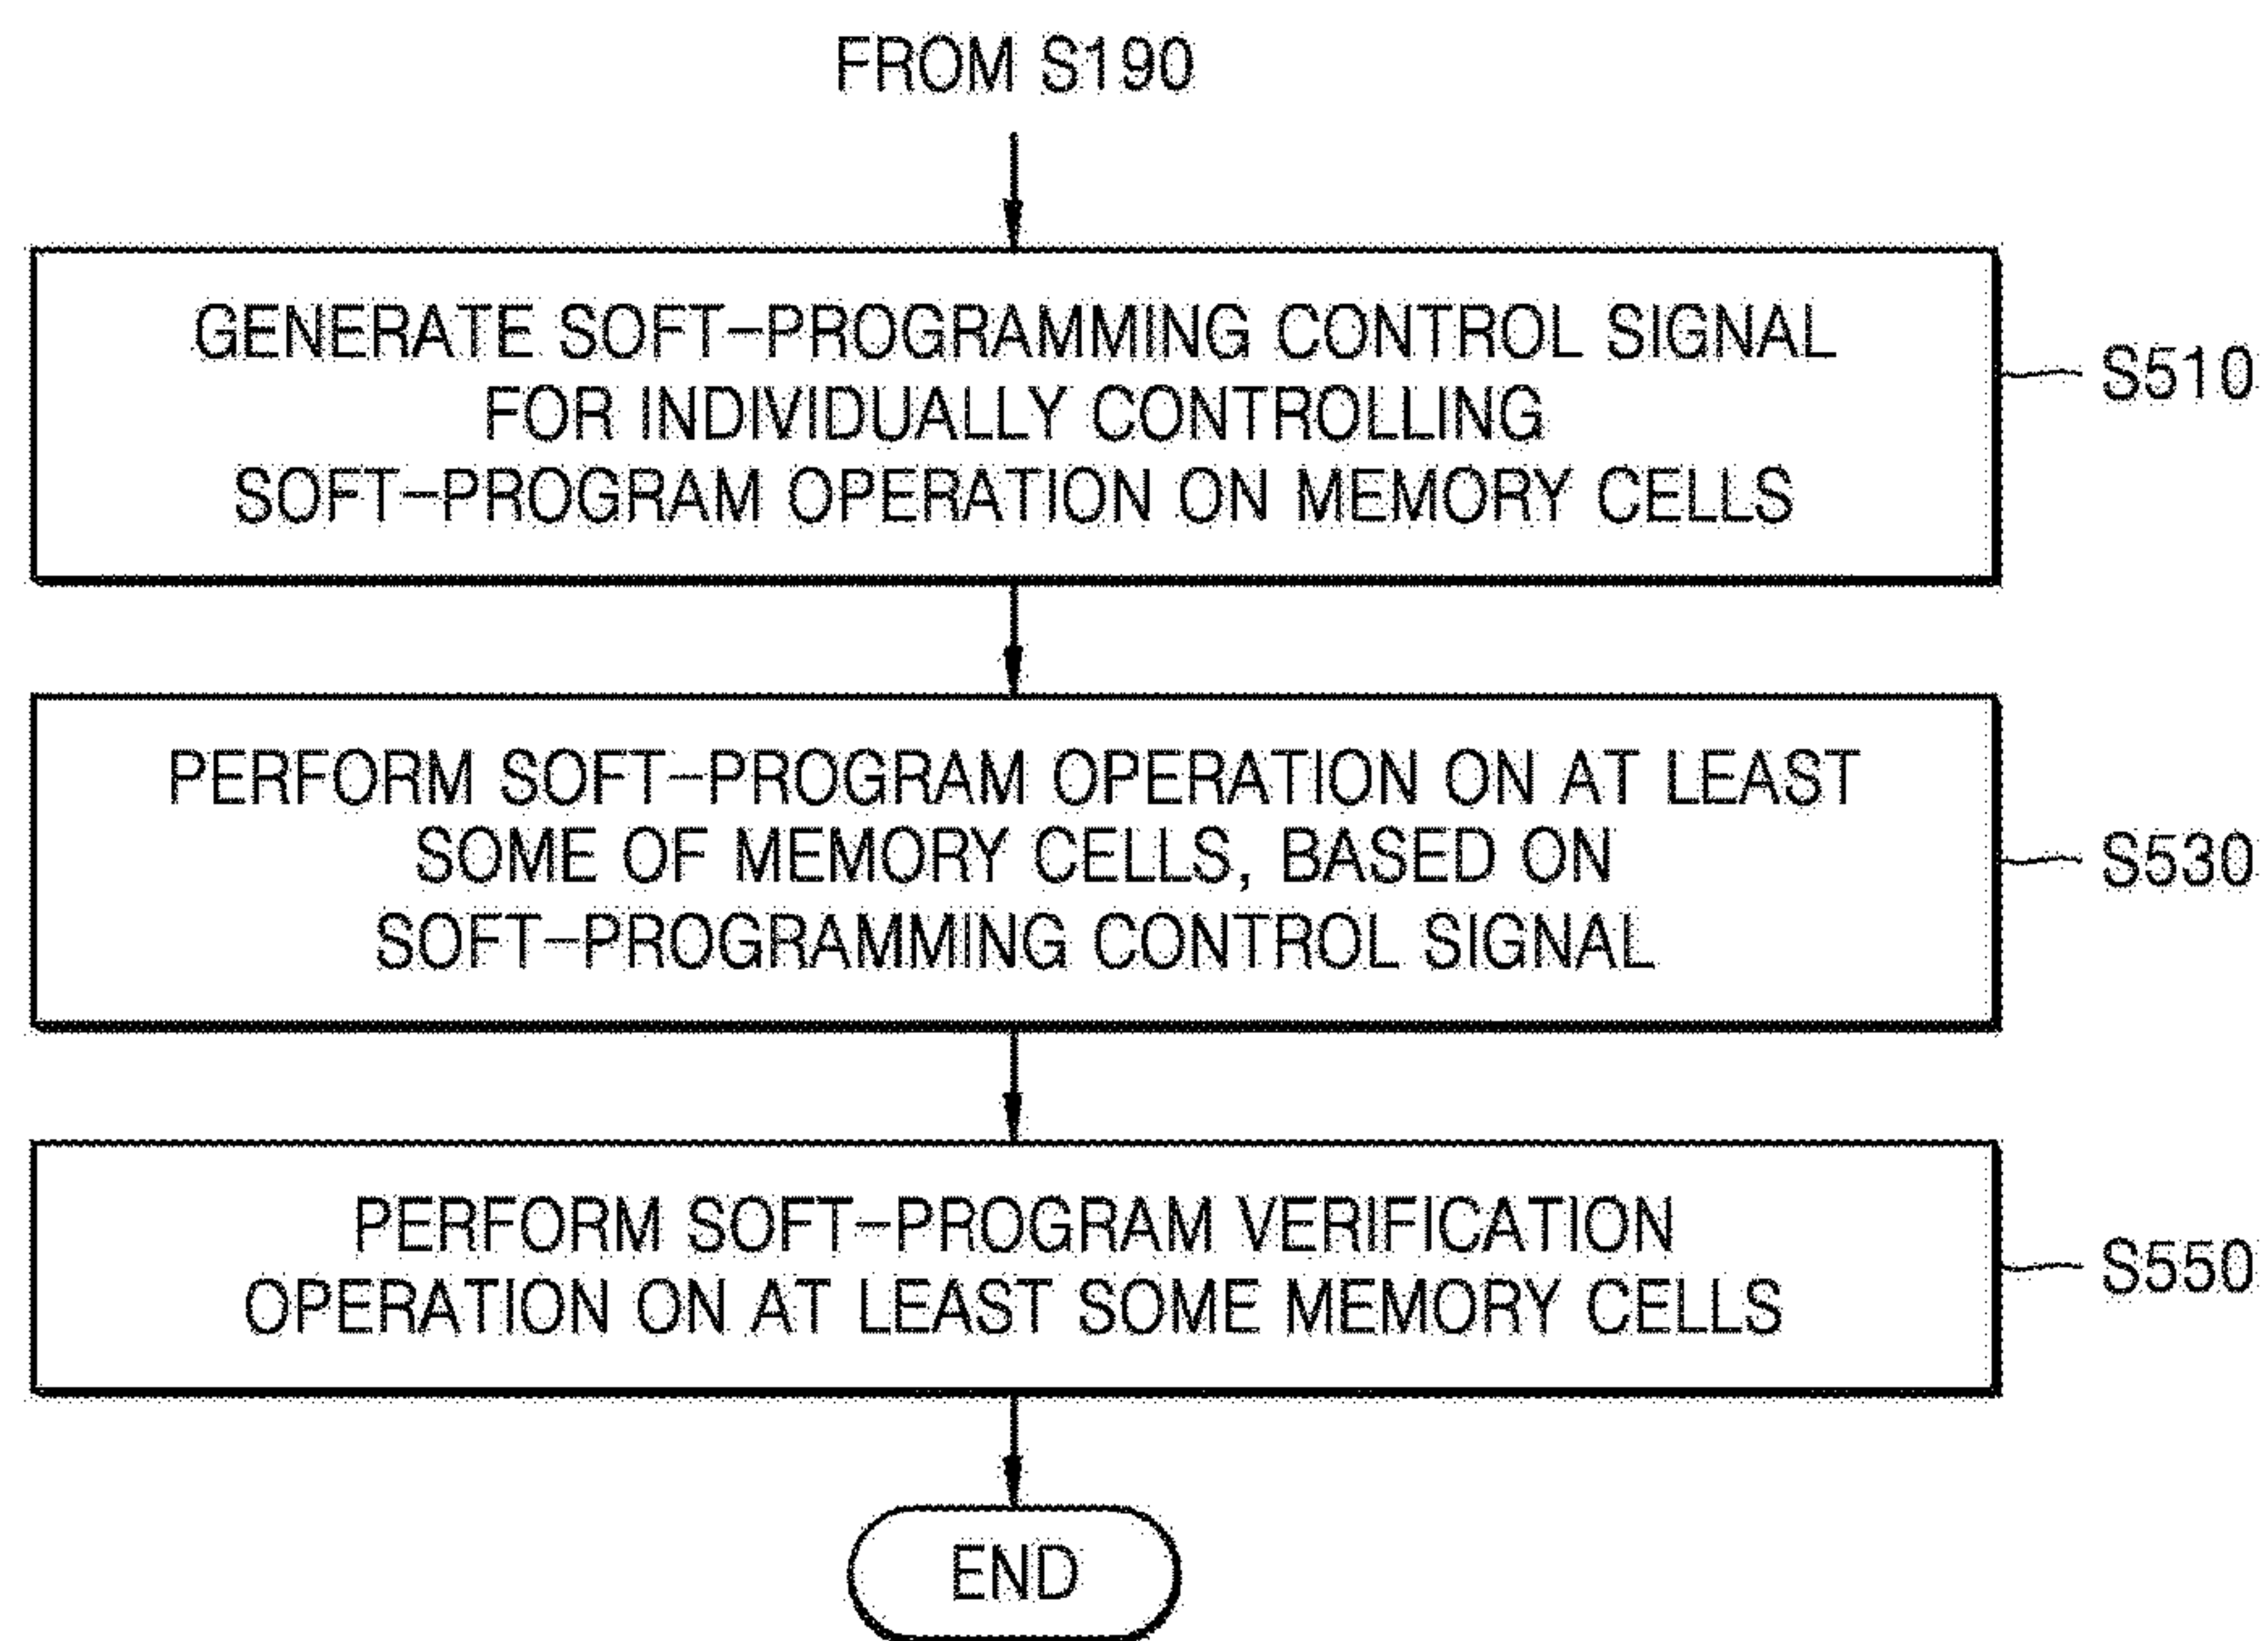 FROM S190
GENERATE SOFT-PROGRAMMING CONTROL SIGNAL
FOR INDIVIDUALLY CONTROLLING
SOFT-PROGRAM OPERATION ON MEMORY CELLS
S510
PERFORM SOFT-PROGRAM OPERATION ON AT LEAST
SOME OF MEMORY CELLS, BASED ON
SOFT-PROGRAMMING CONTROL SIGNAL
S530
PERFORM SOFT-PROGRAM VERIFICATION
OPERATION ON AT LEAST SOME MEMORY CELLS
S550
END